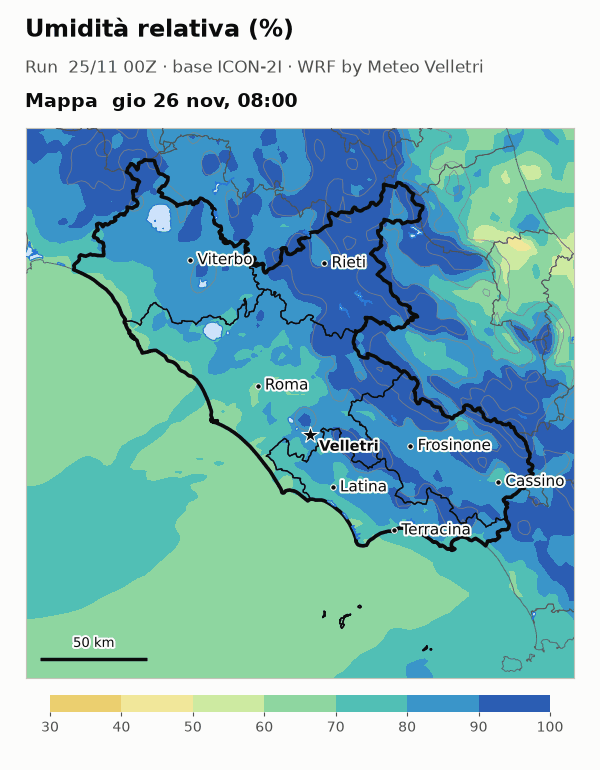 Umidità relativa (%)
Run  25/11 00Z · base ICON-2I · WRF by Meteo Velletri
Mappa  gio 26 nov, 08:00
Viterbo
Rieti
Roma
Velletri
Frosinone
Latina
Cassino
Terracina
50 km
30 40 50 60 70 80 90 100